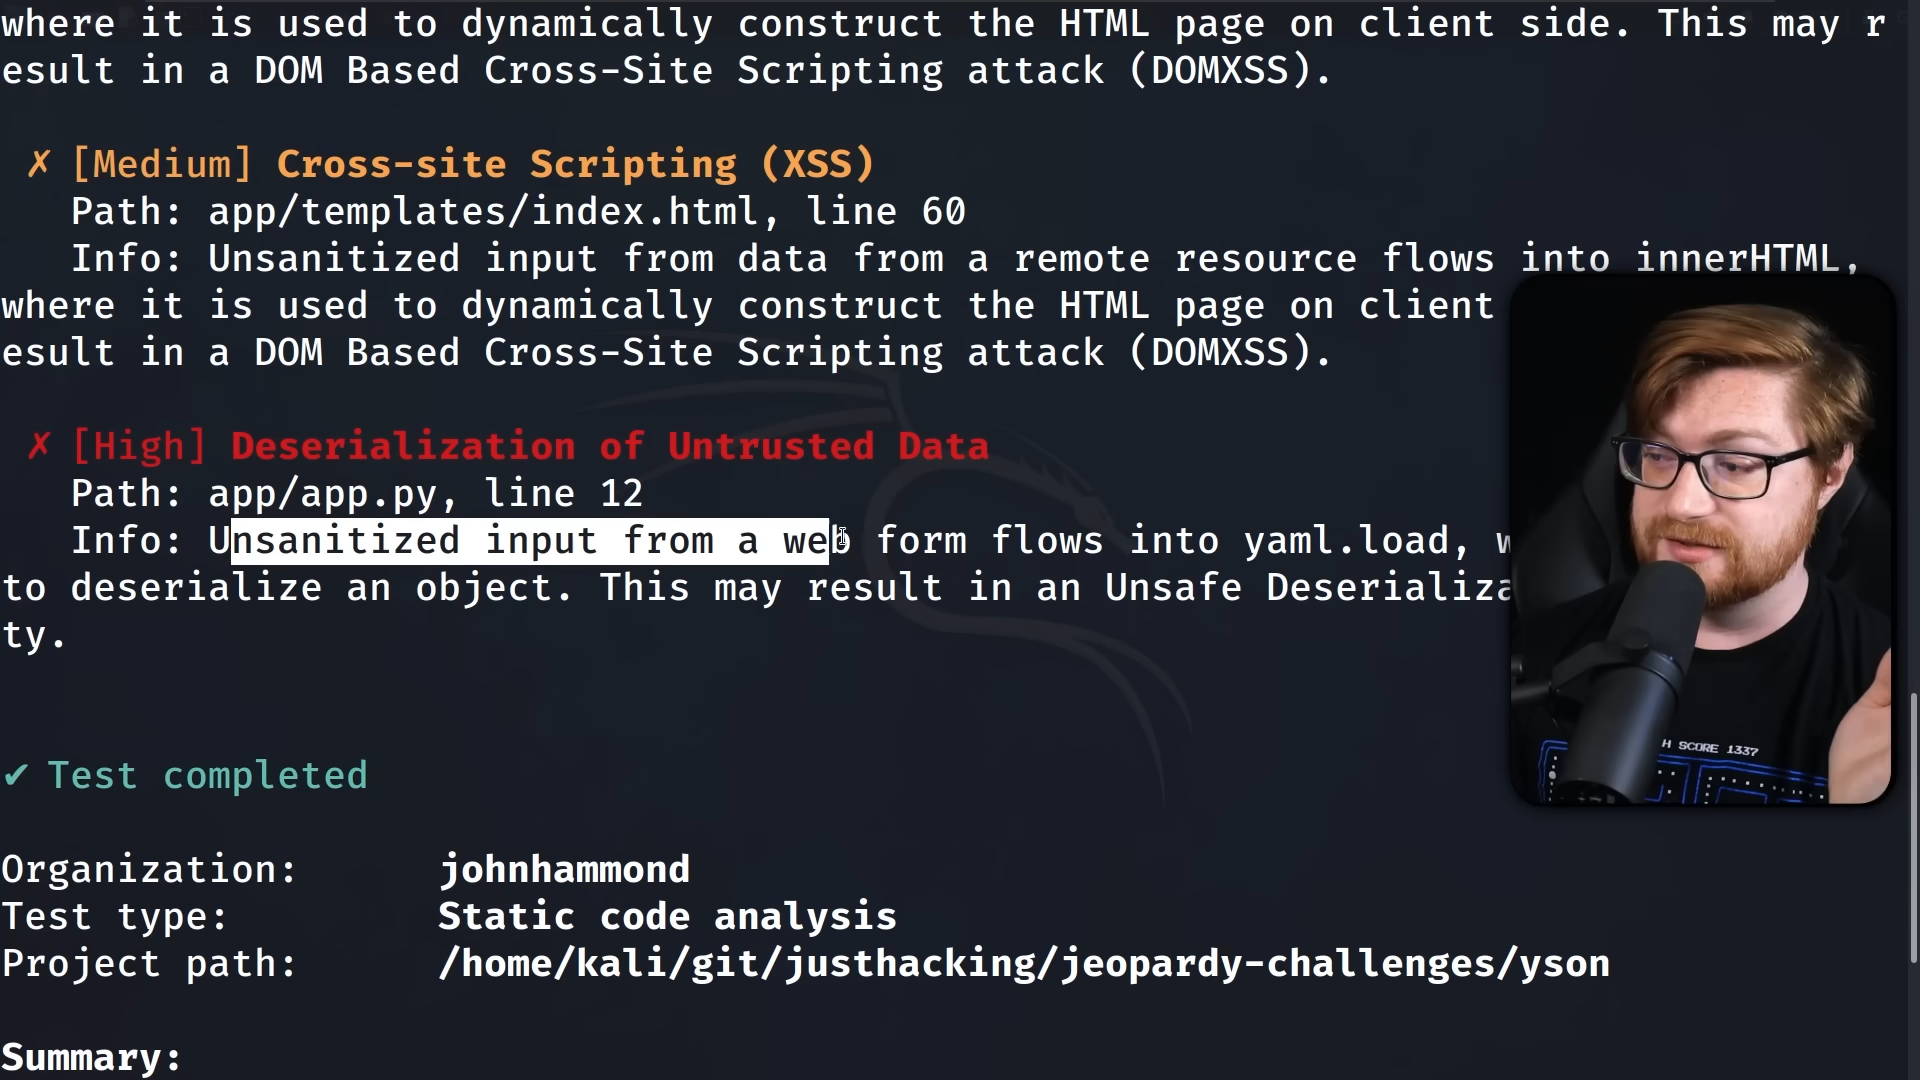 where it is used to dynamically construct the HTML page on client side. This may r
esult in a DOM Based Cross-Site Scripting attack (DOMXSS).
✗ [Medium] Cross-site Scripting (XSS)
Path: app/templates/index.html, line 60
Info: Unsanitized input from data from a remote resource flows into innerHTML,
where it is used to dynamically construct the HTML page on client
esult in a DOM Based Cross-Site Scripting attack (DOMXSS).
✗ [High] Deserialization of Untrusted Data
Path: app/app.py, line 12
Info: Unsanitized input from a web form flows into yaml.load,
to deserialize an object. This may result in an Unsafe Deserializa
ty.
✔ Test completed
Organization: johnhammond
Test type: Static code analysis
Project path: /home/kali/git/justhacking/jeopardy-challenges/yson
Summary:
H SCORE 1337